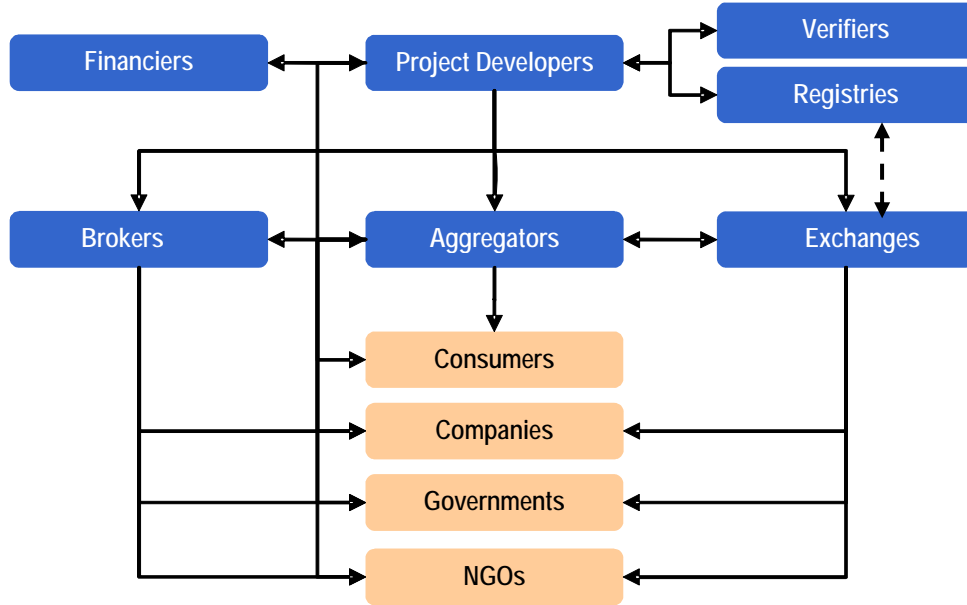 Financiers
Project Developers
Verifiers
Registries
Brokers
Aggregators
Exchanges
Consumers
Companies
Governments
NGOs